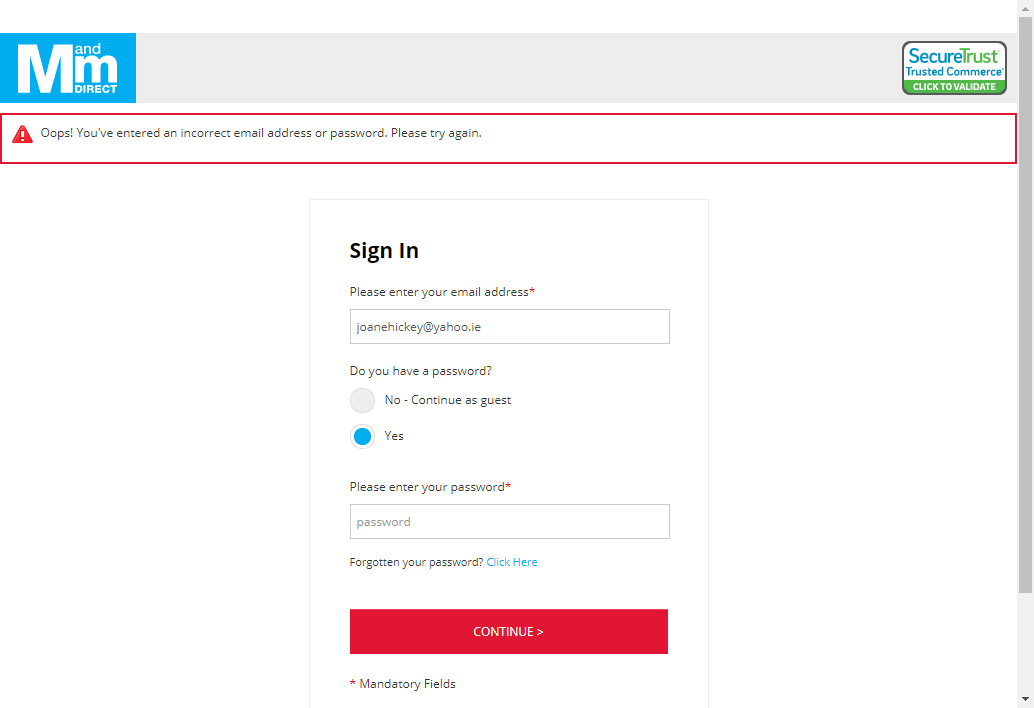 MandM
DIRECT
SecureTrust
Trusted Commerce
CLICK TO VALIDATE
Oops! You've entered an incorrect email address or password. Please try again.
Sign In
Please enter your email address*
joanehickey@yahoo.ie
Do you have a password?
No - Continue as guest
Yes
Please enter your password*
password
Forgotten your password? Click Here
CONTINUE >
* Mandatory Fields